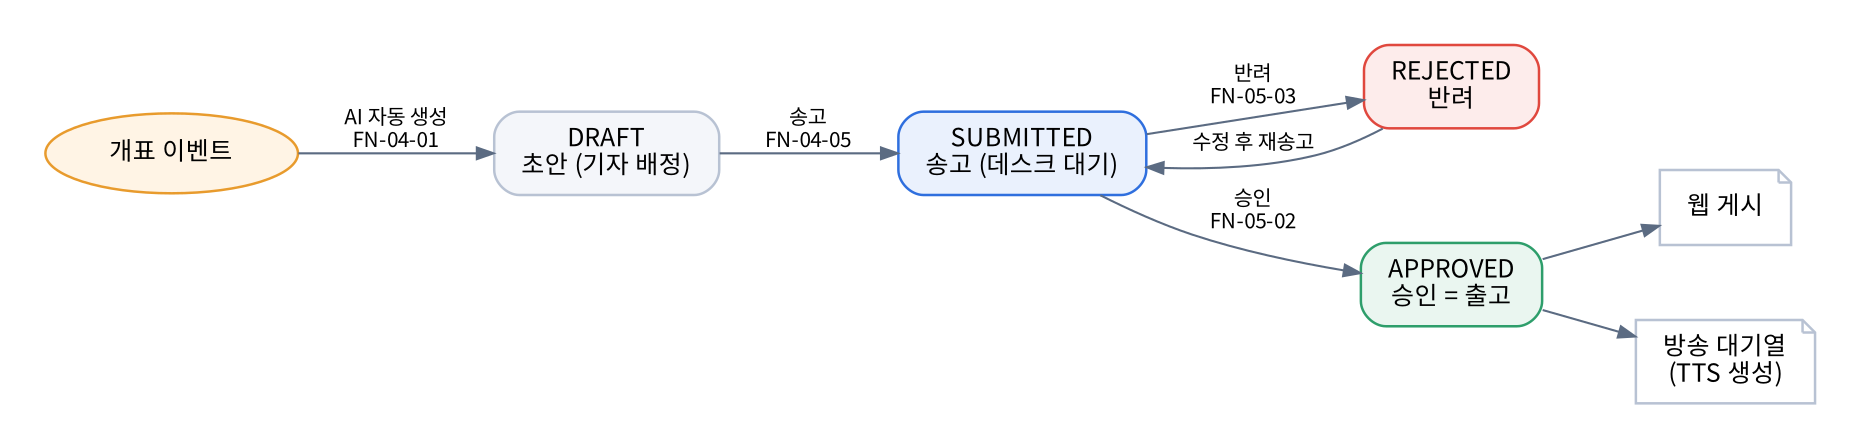 개표 이벤트
AI 자동 생성
FN-04-01
DRAFT
초안 (기자 배정)
송고
FN-04-05
SUBMITTED
송고 (데스크 대기)
반려
FN-05-03
수정 후 재송고
승인
FN-05-02
REJECTED
반려
APPROVED
승인 = 출고
웹 게시
방송 대기열
(TTS 생성)